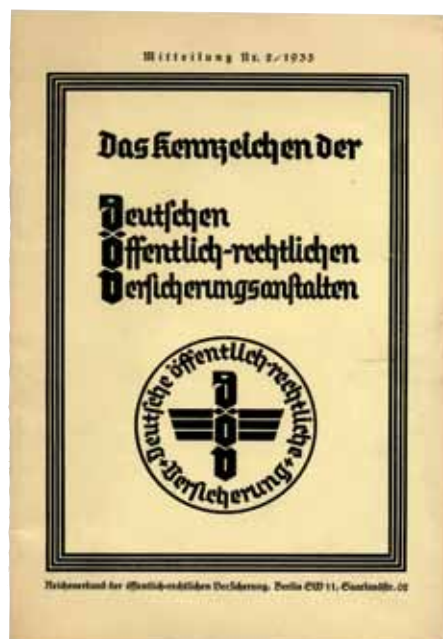 Mitteilung Nr. 2/1935
Das Kennzeichen der
Deutschen
Öffentlich-rechtlichen
Versicherungsanstalten
Deutsche öffentlich-rechtliche
D
Ö
V
Versicherung
Reichsverband der öffentlich-rechtlichen Versicherung, Berlin SW 11, Saarlandstr.